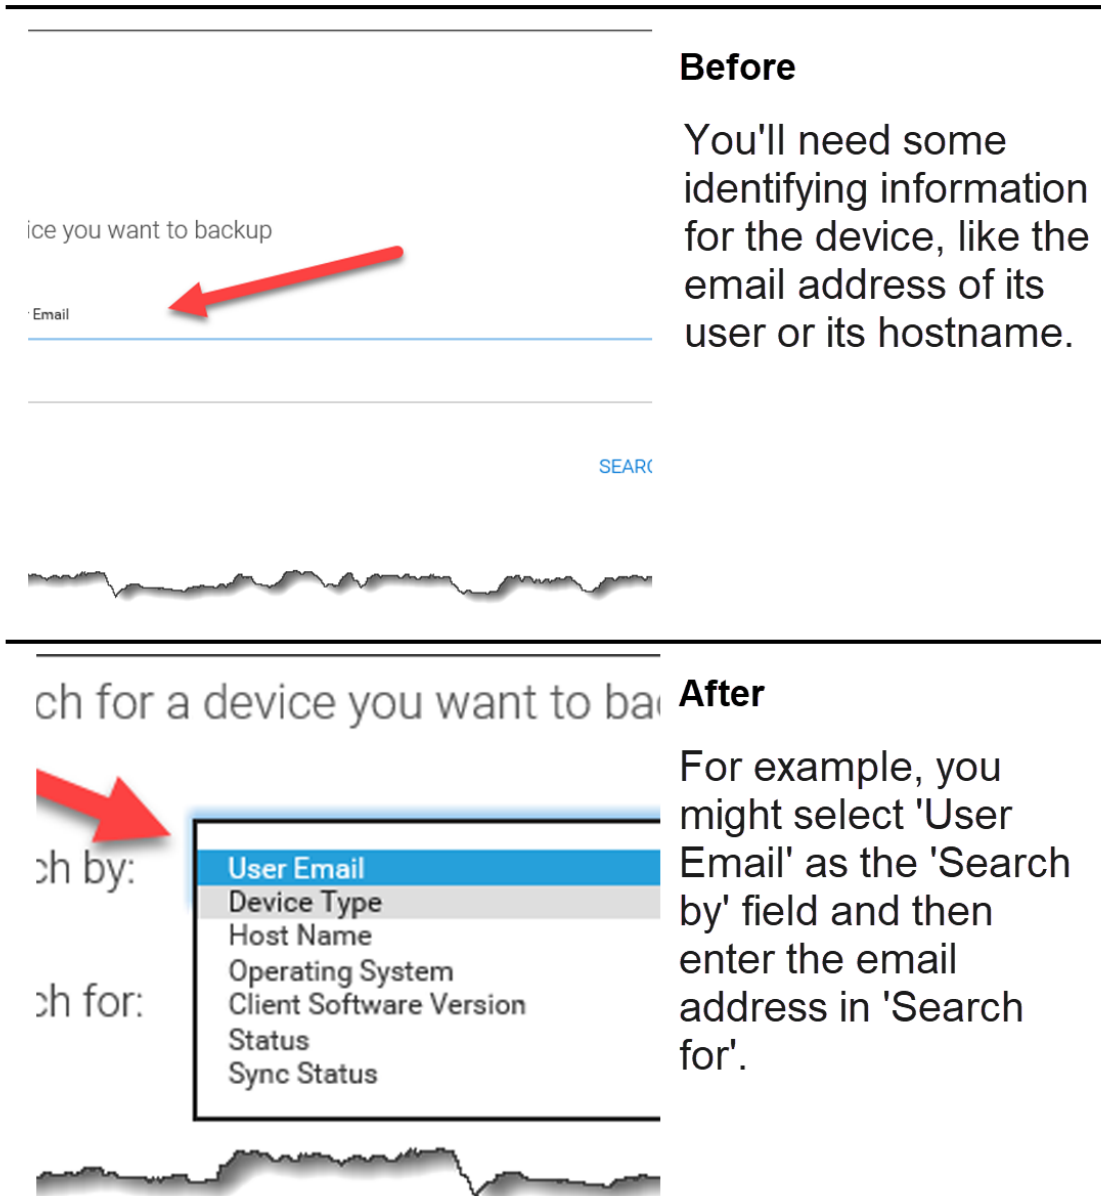 Before
You'll need some
identifying information
for the device, like the
email address of its
user or its hostname.
ice you want to backup
Email
SEARC
After
For example, you
might select 'User
Email' as the 'Search
by' field and then
enter the email
address in 'Search
for'.
ch for a device you want to ba
ch by:
User Email
Device Type
Host Name
Operating System
Client Software Version
Status
Sync Status
ch for: